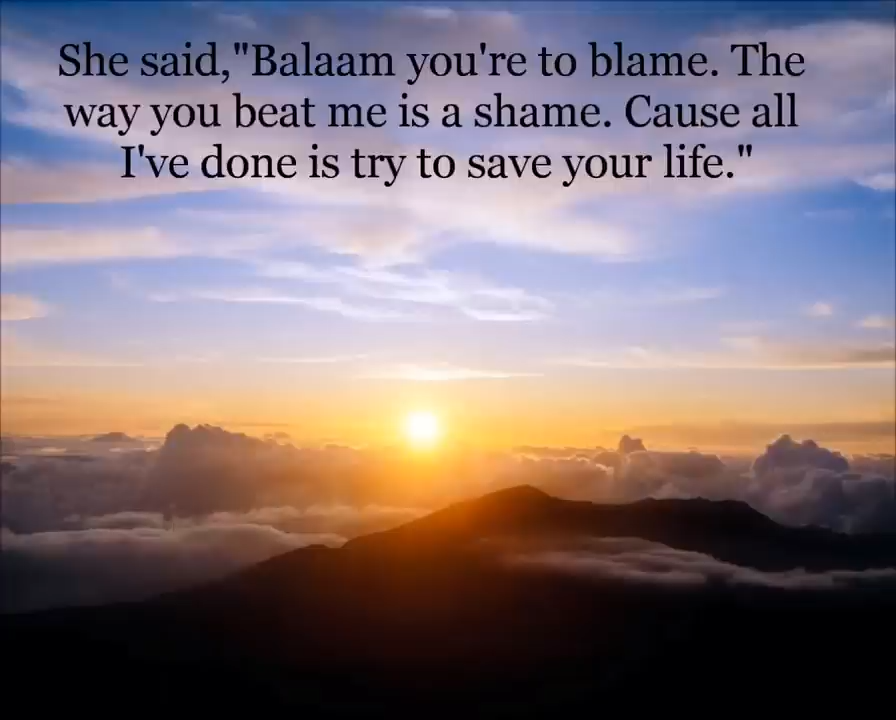 She said,"Balaam you're to blame. The
way you beat me is a shame. Cause all
I've done is try to save your life."